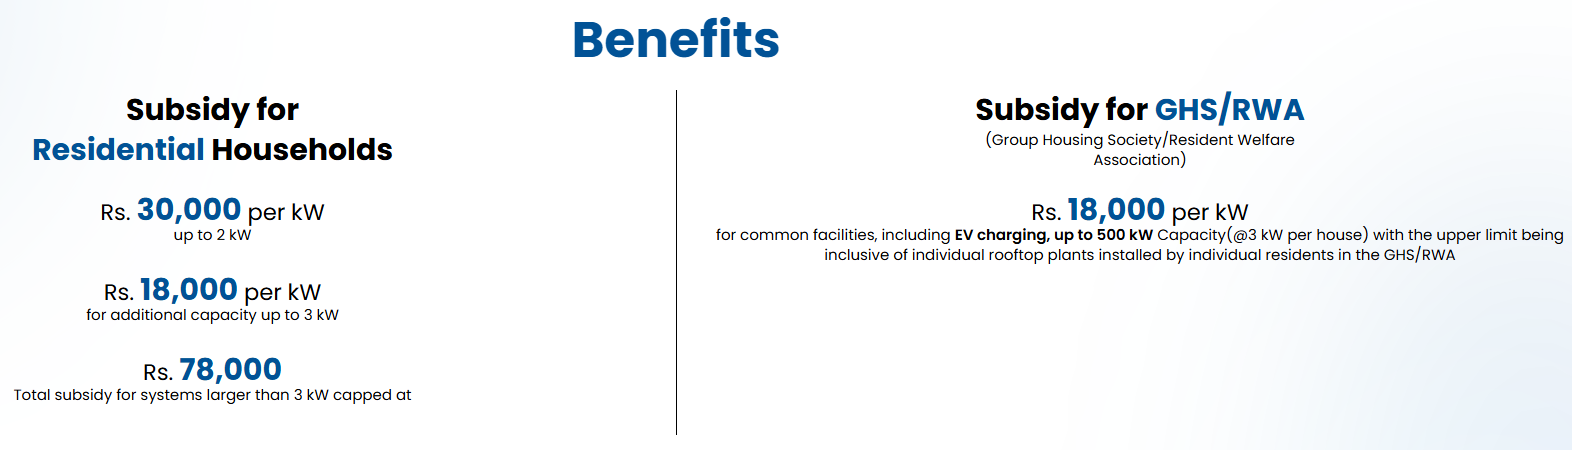 Benefits
Subsidy for
Residential Households
Rs. 30,000 per kW
up to 2 kW
Rs. 18,000 per kW
for additional capacity up to 3 kW
Rs. 78,000
Total subsidy for systems larger than 3 kW capped at
Subsidy for GHS/RWA
(Group Housing Society/Resident Welfare
Association)
Rs. 18,000 per kW
for common facilities, including EV charging, up to 500 kW Capacity(@3 kW per house) with the upper limit being
inclusive of individual rooftop plants installed by individual residents in the GHS/RWA